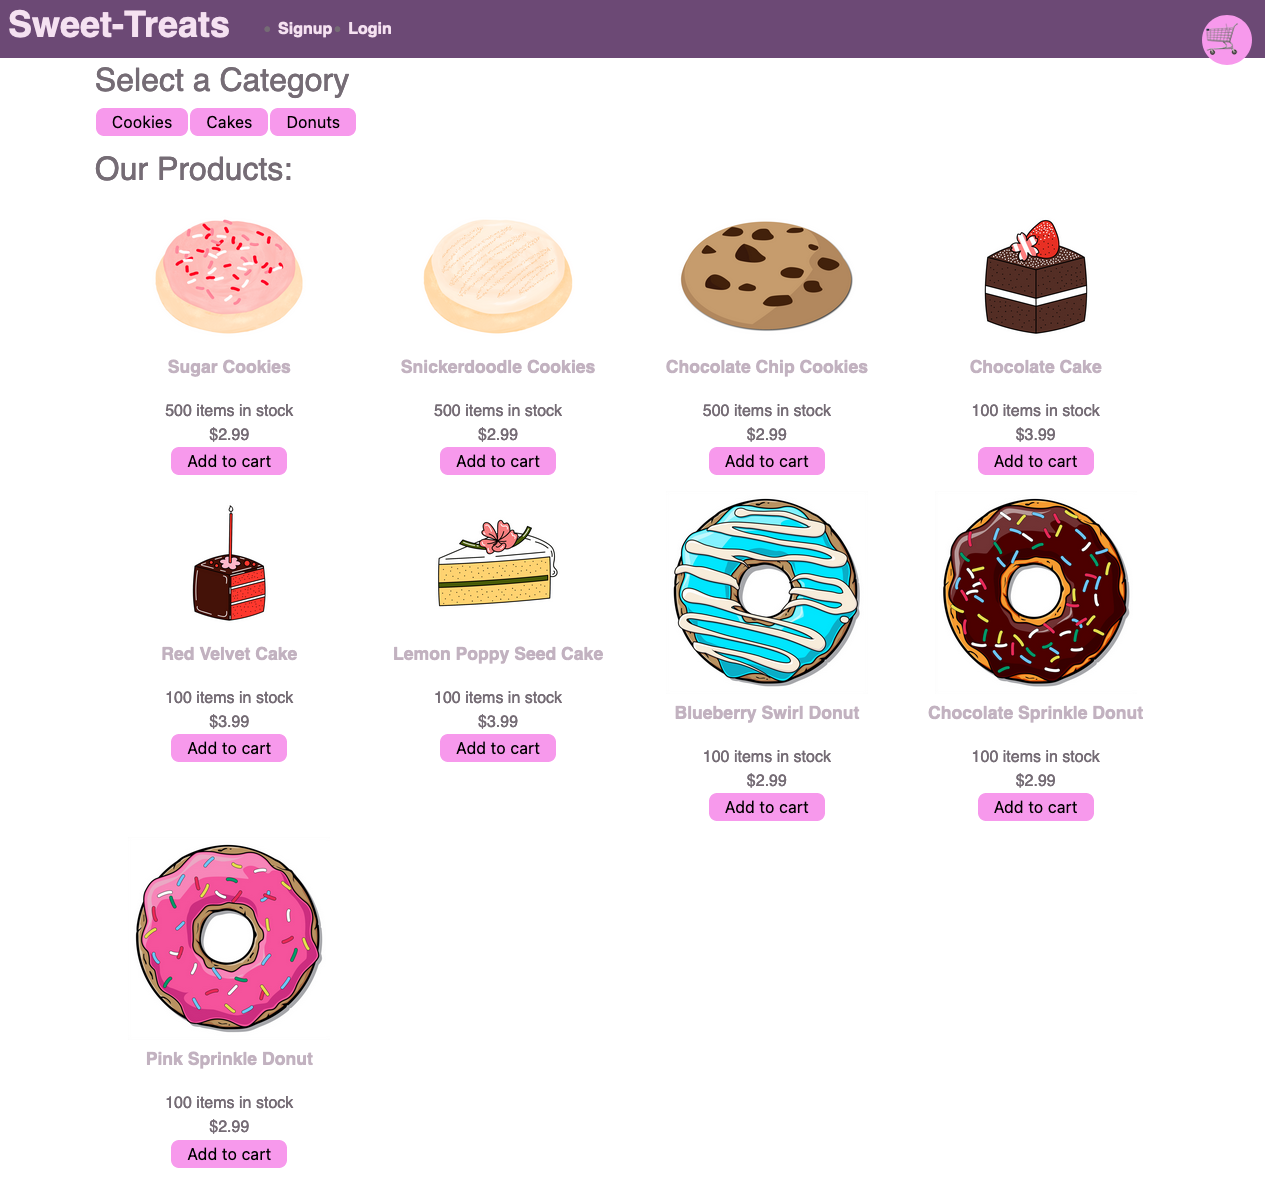 Sweet-Treats
Signup
Login
Select a Category
Cookies
Cakes
Donuts
Our Products:
Sugar Cookies
500 items in stock
$2.99
Add to cart
Snickerdoodle Cookies
500 items in stock
$2.99
Add to cart
Chocolate Chip Cookies
500 items in stock
$2.99
Add to cart
Chocolate Cake
100 items in stock
$3.99
Add to cart
Red Velvet Cake
100 items in stock
$3.99
Add to cart
Lemon Poppy Seed Cake
100 items in stock
$3.99
Add to cart
Blueberry Swirl Donut
100 items in stock
$2.99
Add to cart
Chocolate Sprinkle Donut
100 items in stock
$2.99
Add to cart
Pink Sprinkle Donut
100 items in stock
$2.99
Add to cart